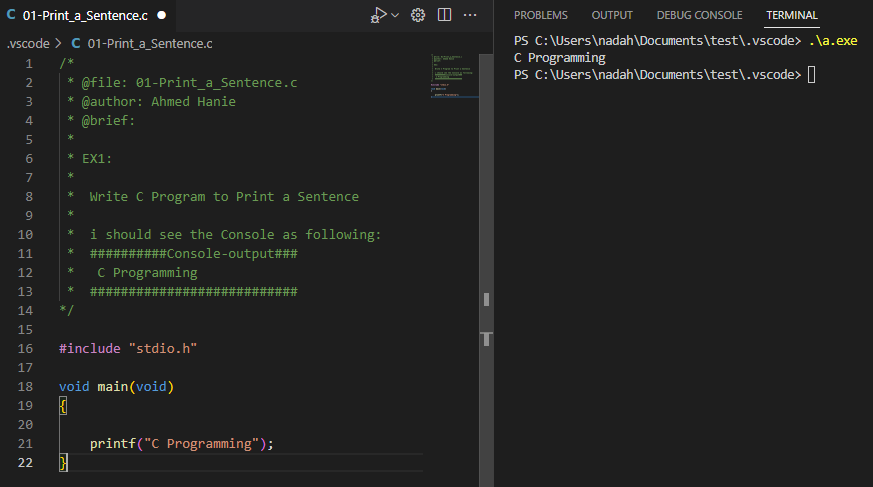 C 01-Print_a_Sentence.c
.vscode > C 01-Print_a_Sentence.c
1 /*
2 * @file: 01-Print_a_Sentence.c
3 * @author: Ahmed Hanie
4 * @brief:
5 *
6 * EX1:
7 *
8 * Write C Program to Print a Sentence
9 *
10 * i should see the Console as following:
11 * ##########Console-output###
12 * C Programming
13 * ###########################
14 */
15
16 #include "stdio.h"
17
18 void main(void)
19 {
20
21 printf("C Programming");
22 }
PROBLEMS OUTPUT DEBUG CONSOLE TERMINAL
PS C:\Users\nadah\Documents\test\.vscode> .\a.exe
C Programming
PS C:\Users\nadah\Documents\test\.vscode>